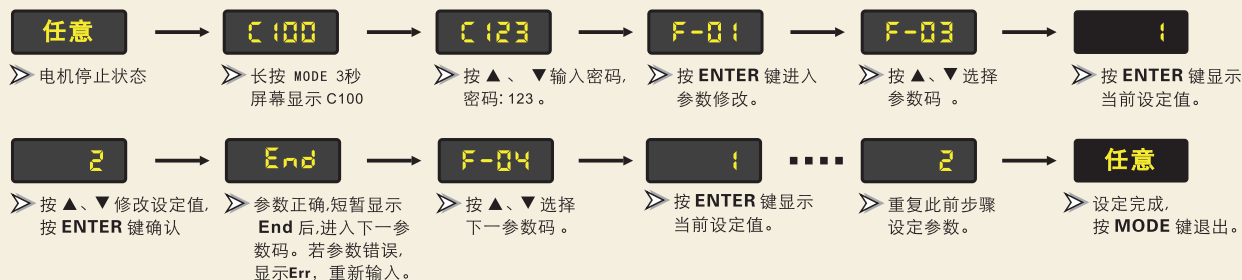 任意
C100
C123
F-01
F-03
1
电机停止状态
长按 MODE 3秒
屏幕显示 C100
按 ▲ 、 ▼输入密码,
密码: 123 。
按 ENTER 键进入
参数修改。
按 ▲、▼ 选择
参数码 。
按 ENTER 键显示
当前设定值。
2
End
F-04
1
2
任意
按 ▲、▼ 修改设定值,
按 ENTER 键确认
参数正确,短暂显示
End 后,进入下一参
数码。若参数错误,
显示Err，重新输入。
按 ▲、▼ 选择
下一参数码 。
按 ENTER 键显示
当前设定值。
重复此前步骤
设定参数。
设定完成,
按 MODE 键退出。